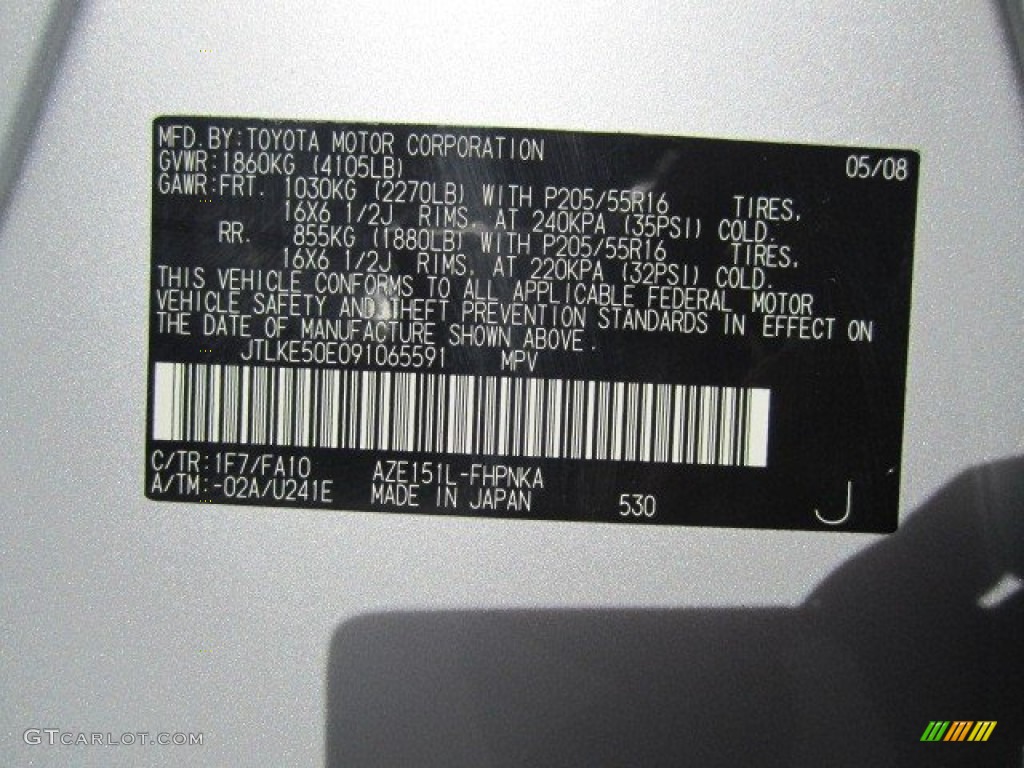 MFD.BY:TOYOTA MOTOR CORPORATION 05/08
GVWR:1860KG (4105LB)
GAWR:FRT. 1030KG (2270LB) WITH P205/55R16 TIRES,
16X6 1/2J RIMS, AT 240KPA (35PSI) COLD.
RR. 855KG (1880LB) WITH P205/55R16 TIRES,
16X6 1/2J RIMS, AT 220KPA (32PSI) COLD.
THIS VEHICLE CONFORMS TO ALL APPLICABLE FEDERAL MOTOR
VEHICLE SAFETY AND THEFT PREVENTION STANDARDS IN EFFECT ON
THE DATE OF MANUFACTURE SHOWN ABOVE.
JTLKE50E091065591 MPV
C/TR:1F7/FA10 AZE151L-FHPNKA
A/TM:-02A/U241E MADE IN JAPAN 530 J
GTCARLOT.COM